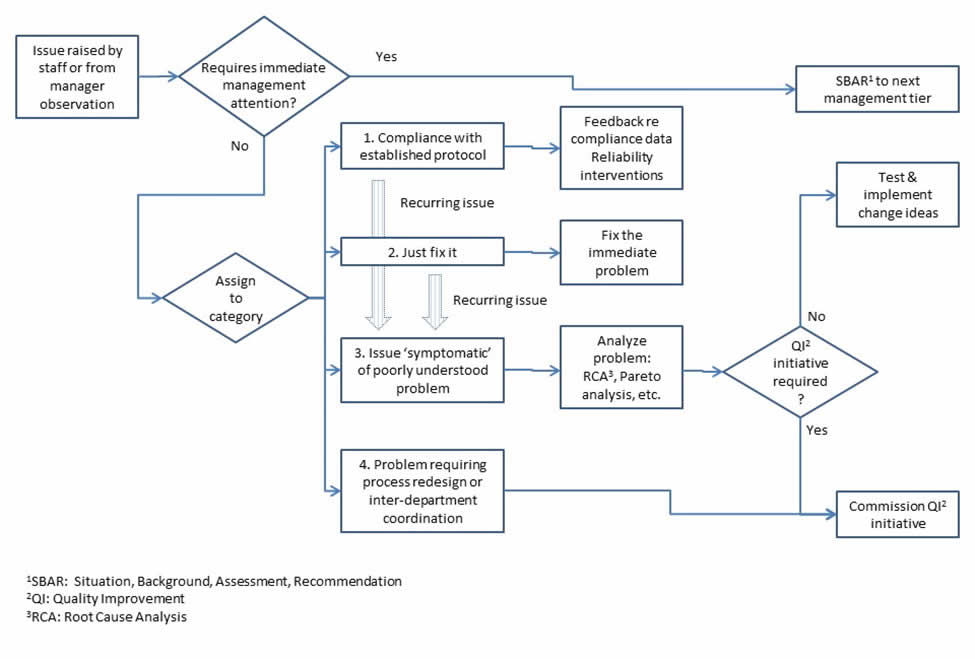 Issue raised by
staff or from
manager
observation
Requires immediate
management
attention?
Yes
SBAR¹ to next
management tier
No
1. Compliance with
established protocol
Feedback re
compliance data
Reliability
interventions
Recurring issue
Test &
implement
change ideas
2. Just fix it
Fix the
immediate
problem
Assign
to
category
Recurring issue
3. Issue ‘symptomatic’
of poorly understood
problem
Analyze
problem:
RCA³, Pareto
analysis, etc.
No
QI²
initiative
required
?
Yes
4. Problem requiring
process redesign or
inter-department
coordination
Commission QI²
initiative
¹SBAR: Situation, Background, Assessment, Recommendation
²QI: Quality Improvement
³RCA: Root Cause Analysis